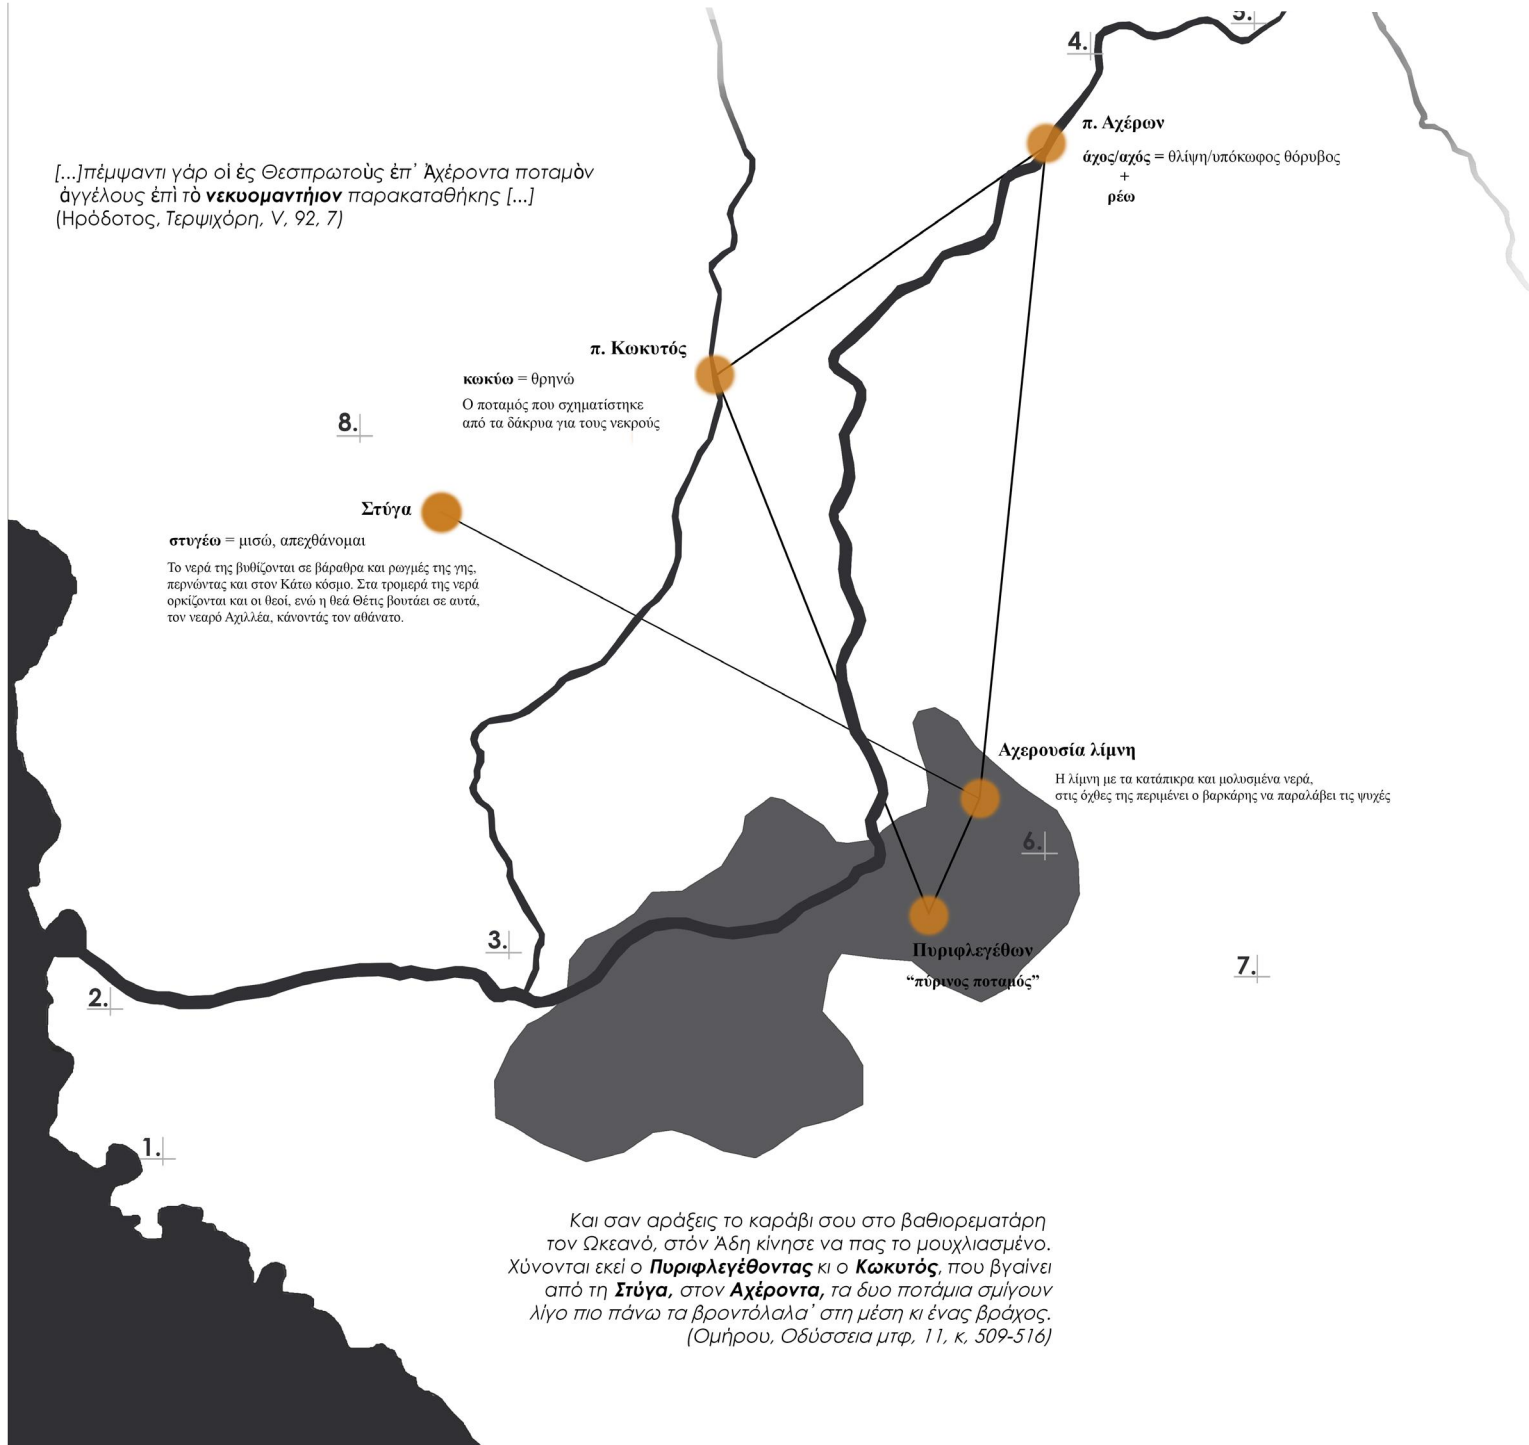 5.
4.
π. Αχέρων
άχος/αχός = θλίψη/υπόκωφος θόρυβος
+
ρέω
[...]πέμψαντι γάρ οἱ ἐς Θεσπρωτοὺς ἐπ᾽ Ἀχέροντα ποταμὸν
ἀγγέλους ἐπὶ τὸ νεκυομαντήιον παρακαταθήκης [...]
(Ηρόδοτος, Τερψιχόρη, V, 92, 7)
π. Κωκυτός
κωκύω = θρηνώ
Ο ποταμός που σχηματίστηκε
από τα δάκρυα για τους νεκρούς
8.
Στύγα
στυγέω = μισώ, απεχθάνομαι
Το νερά της βυθίζονται σε βάραθρα και ρωγμές της γης,
περνώντας και στον Κάτω κόσμο. Στα τρομερά της νερά
ορκίζονται και οι θεοί, ενώ η θεά Θέτις βουτάει σε αυτά,
τον νεαρό Αχιλλέα, κάνοντάς τον αθάνατο.
Αχερουσία λίμνη
Η λίμνη με τα κατάπικρα και μολυσμένα νερά,
στις όχθες της περιμένει ο βαρκάρης να παραλάβει τις ψυχές
6.
Πυριφλεγέθων
“πύρινος ποταμός”
3.
7.
2.
1.
Και σαν αράξεις το καράβι σου στο βαθιορεματάρη
τον Ωκεανό, στόν Άδη κίνησε να πας το μουχλιασμένο.
Χύνονται εκεί ο Πυριφλεγέθοντας κι ο Κωκυτός, που βγαίνει
από τη Στύγα, στον Αχέροντα, τα δυο ποτάμια σμίγουν
λίγο πιο πάνω τα βροντόλαλα᾽ στη μέση κι ένας βράχος.
(Ομήρου, Οδύσσεια μτφ, 11, κ, 509-516)